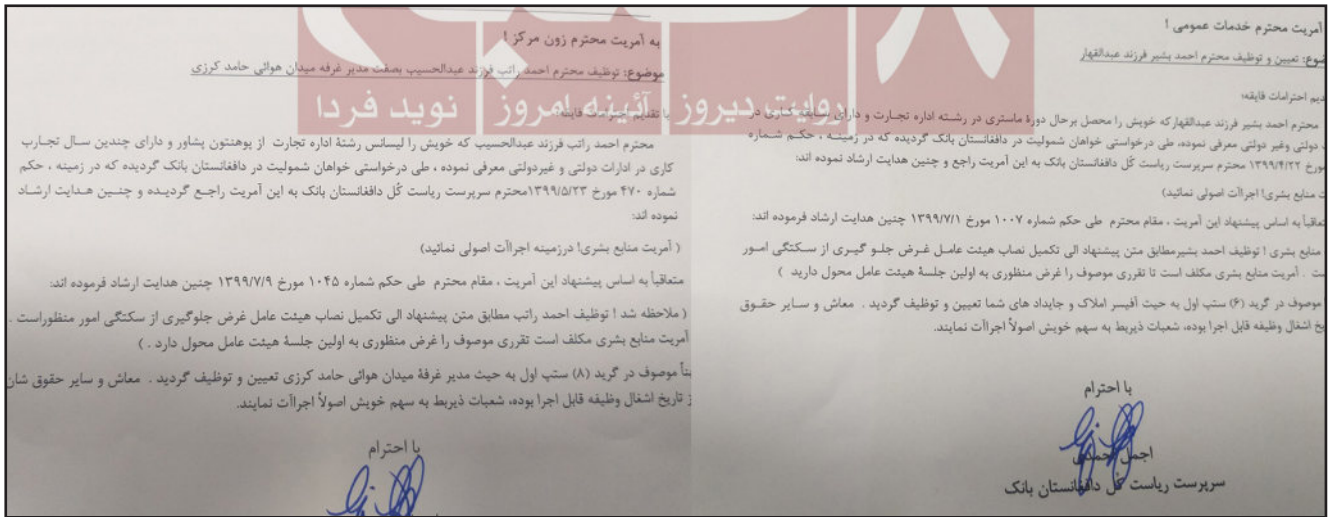 به آمریت محترم زون مرکز !
موضوع: توظیف محترم احمد راتب فرزند عبدالحسیب بصفت مدیر غرفه میدان هوائی حامد کرزی
با تقدیم احترامات فایقه،
محترم احمد راتب فرزند عبدالحسیب که خویش را لیسانس رشتهٔ اداره تجارت از پوهنتون پشاور و دارای چندین سال تجارب
کاری در ادارات دولتی و غیردولتی معرفی نموده ، طی درخواستی خواهان شمولیت در دافغانستان بانک گردیده که در زمینه ، حکم
شماره ۴۷۰ مورخ ۱۳۹۹/۵/۲۳محترم سرپرست ریاست کُل دافغانستان بانک به این آمریت راجع گردیده و چنین هدایت ارشاد
نموده اند:
( آمریت منابع بشری! درزمینه اجراآت اصولی نمائید)
متعاقباً به اساس پیشنهاد این آمریت ، مقام محترم طی حکم شماره ۱۰۴۵ مورخ ۱۳۹۹/۷/۹ چنین هدایت ارشاد فرموده اند:
( ملاحظه شد ! توظیف احمد راتب مطابق متن پیشنهاد الی تکمیل نصاب هیئت عامل غرض جلوگیری از سکتگی امور منظوراست .
آمریت منابع بشری مکلف است تقرری موصوف را غرض منظوری به اولین جلسهٔ هیئت عامل محول دارد . )
موصوف در گرید (۸) ستپ اول به حیث مدیر غرفهٔ میدان هوائی حامد کرزی تعیین و توظیف گردید . معاش و سایر حقوق شان
تاریخ اشغال وظیفه قابل اجرا بوده، شعبات ذیربط به سهم خویش اصولاً اجراآت نمایند.
با احترام
آمریت محترم خدمات عمومی !
تعیین و توظیف محترم احمد بشیر فرزند عبدالقهار
احترامات فایقه،
محترم احمد بشیر فرزند عبدالقهارکه خویش را محصل برحال دورهٔ ماستری در رشته اداره تجارت و دارای سابقه کاری در
دولتی وغیر دولتی معرفی نموده، طی درخواستی خواهان شمولیت در دافغانستان بانک گردیده که در زمینه ، حکم شماره
مورخ ۱۳۹۹/۴/۲۲ محترم سرپرست ریاست کُل دافغانستان بانک به این آمریت راجع و چنین هدایت ارشاد نموده اند:
منابع بشری! اجراآت اصولی نمائید)
به اساس پیشنهاد این آمریت ، مقام محترم طی حکم شماره ۱۰۰۷ مورخ ۱۳۹۹/۷/۱ چنین هدایت ارشاد فرموده اند:
منابع بشری ! توظیف احمد بشیرمطابق متن پیشنهاد الی تکمیل نصاب هیئت عامل غرض جلو گیری از سکتگی امور
. آمریت منابع بشری مکلف است تا تقرری موصوف را غرض منظوری به اولین جلسهٔ هیئت عامل محول دارید )
موصوف در گرید (۶) ستپ اول به حیث آفیسر املاک و جایداد های شما تعیین و توظیف گردید . معاش و سایر حقوق
اشغال وظیفه قابل اجرا بوده، شعبات ذیربط به سهم خویش اصولاً اجراآت نمایند.
با احترام
اجمل احمدی
سرپرست ریاست کُل دافغانستان بانک
روایت دیروز آئینه امروز نوید فردا